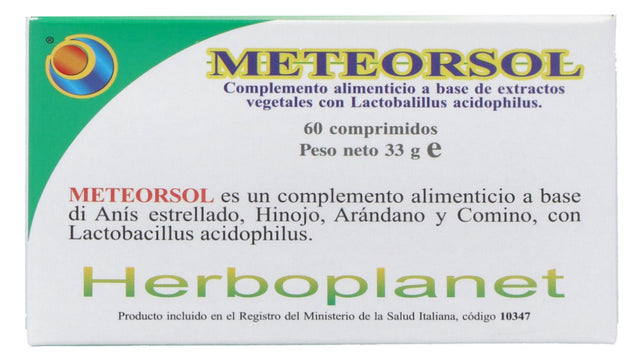 ®
METEORSOL
Complemento alimenticio a base de extractos
vegetales con Lactobalillus acidophilus.
60 comprimidos
Peso neto 33 g e
METEORSOL es un complemento alimenticio a base
di Anís estrellado, Hinojo, Arándano y Comino, con
Lactobacillus acidophilus.
Herboplanet
Producto incluido en el Registro del Ministerio de la Salud Italiana, código 10347